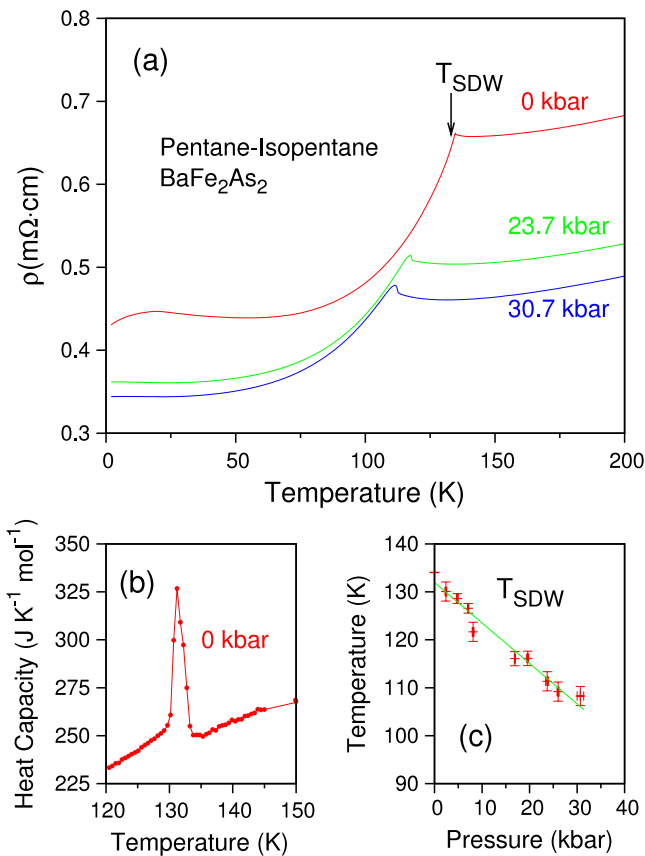 0.8
(a)
T_SDW
0.7
0 kbar
Pentane-Isopentane
BaFe₂As₂
0.6
ρ(mΩ·cm)
0.5
23.7 kbar
30.7 kbar
0.4
0.3
0 50 100 150 200
Temperature (K)
350
(b)
325
0 kbar
300
275
250
225
Heat Capacity (J K⁻¹ mol⁻¹)
120 130 140 150
Temperature (K)
140
T_SDW
130
120
110
(c)
100
90
Temperature (K)
0 10 20 30 40
Pressure (kbar)